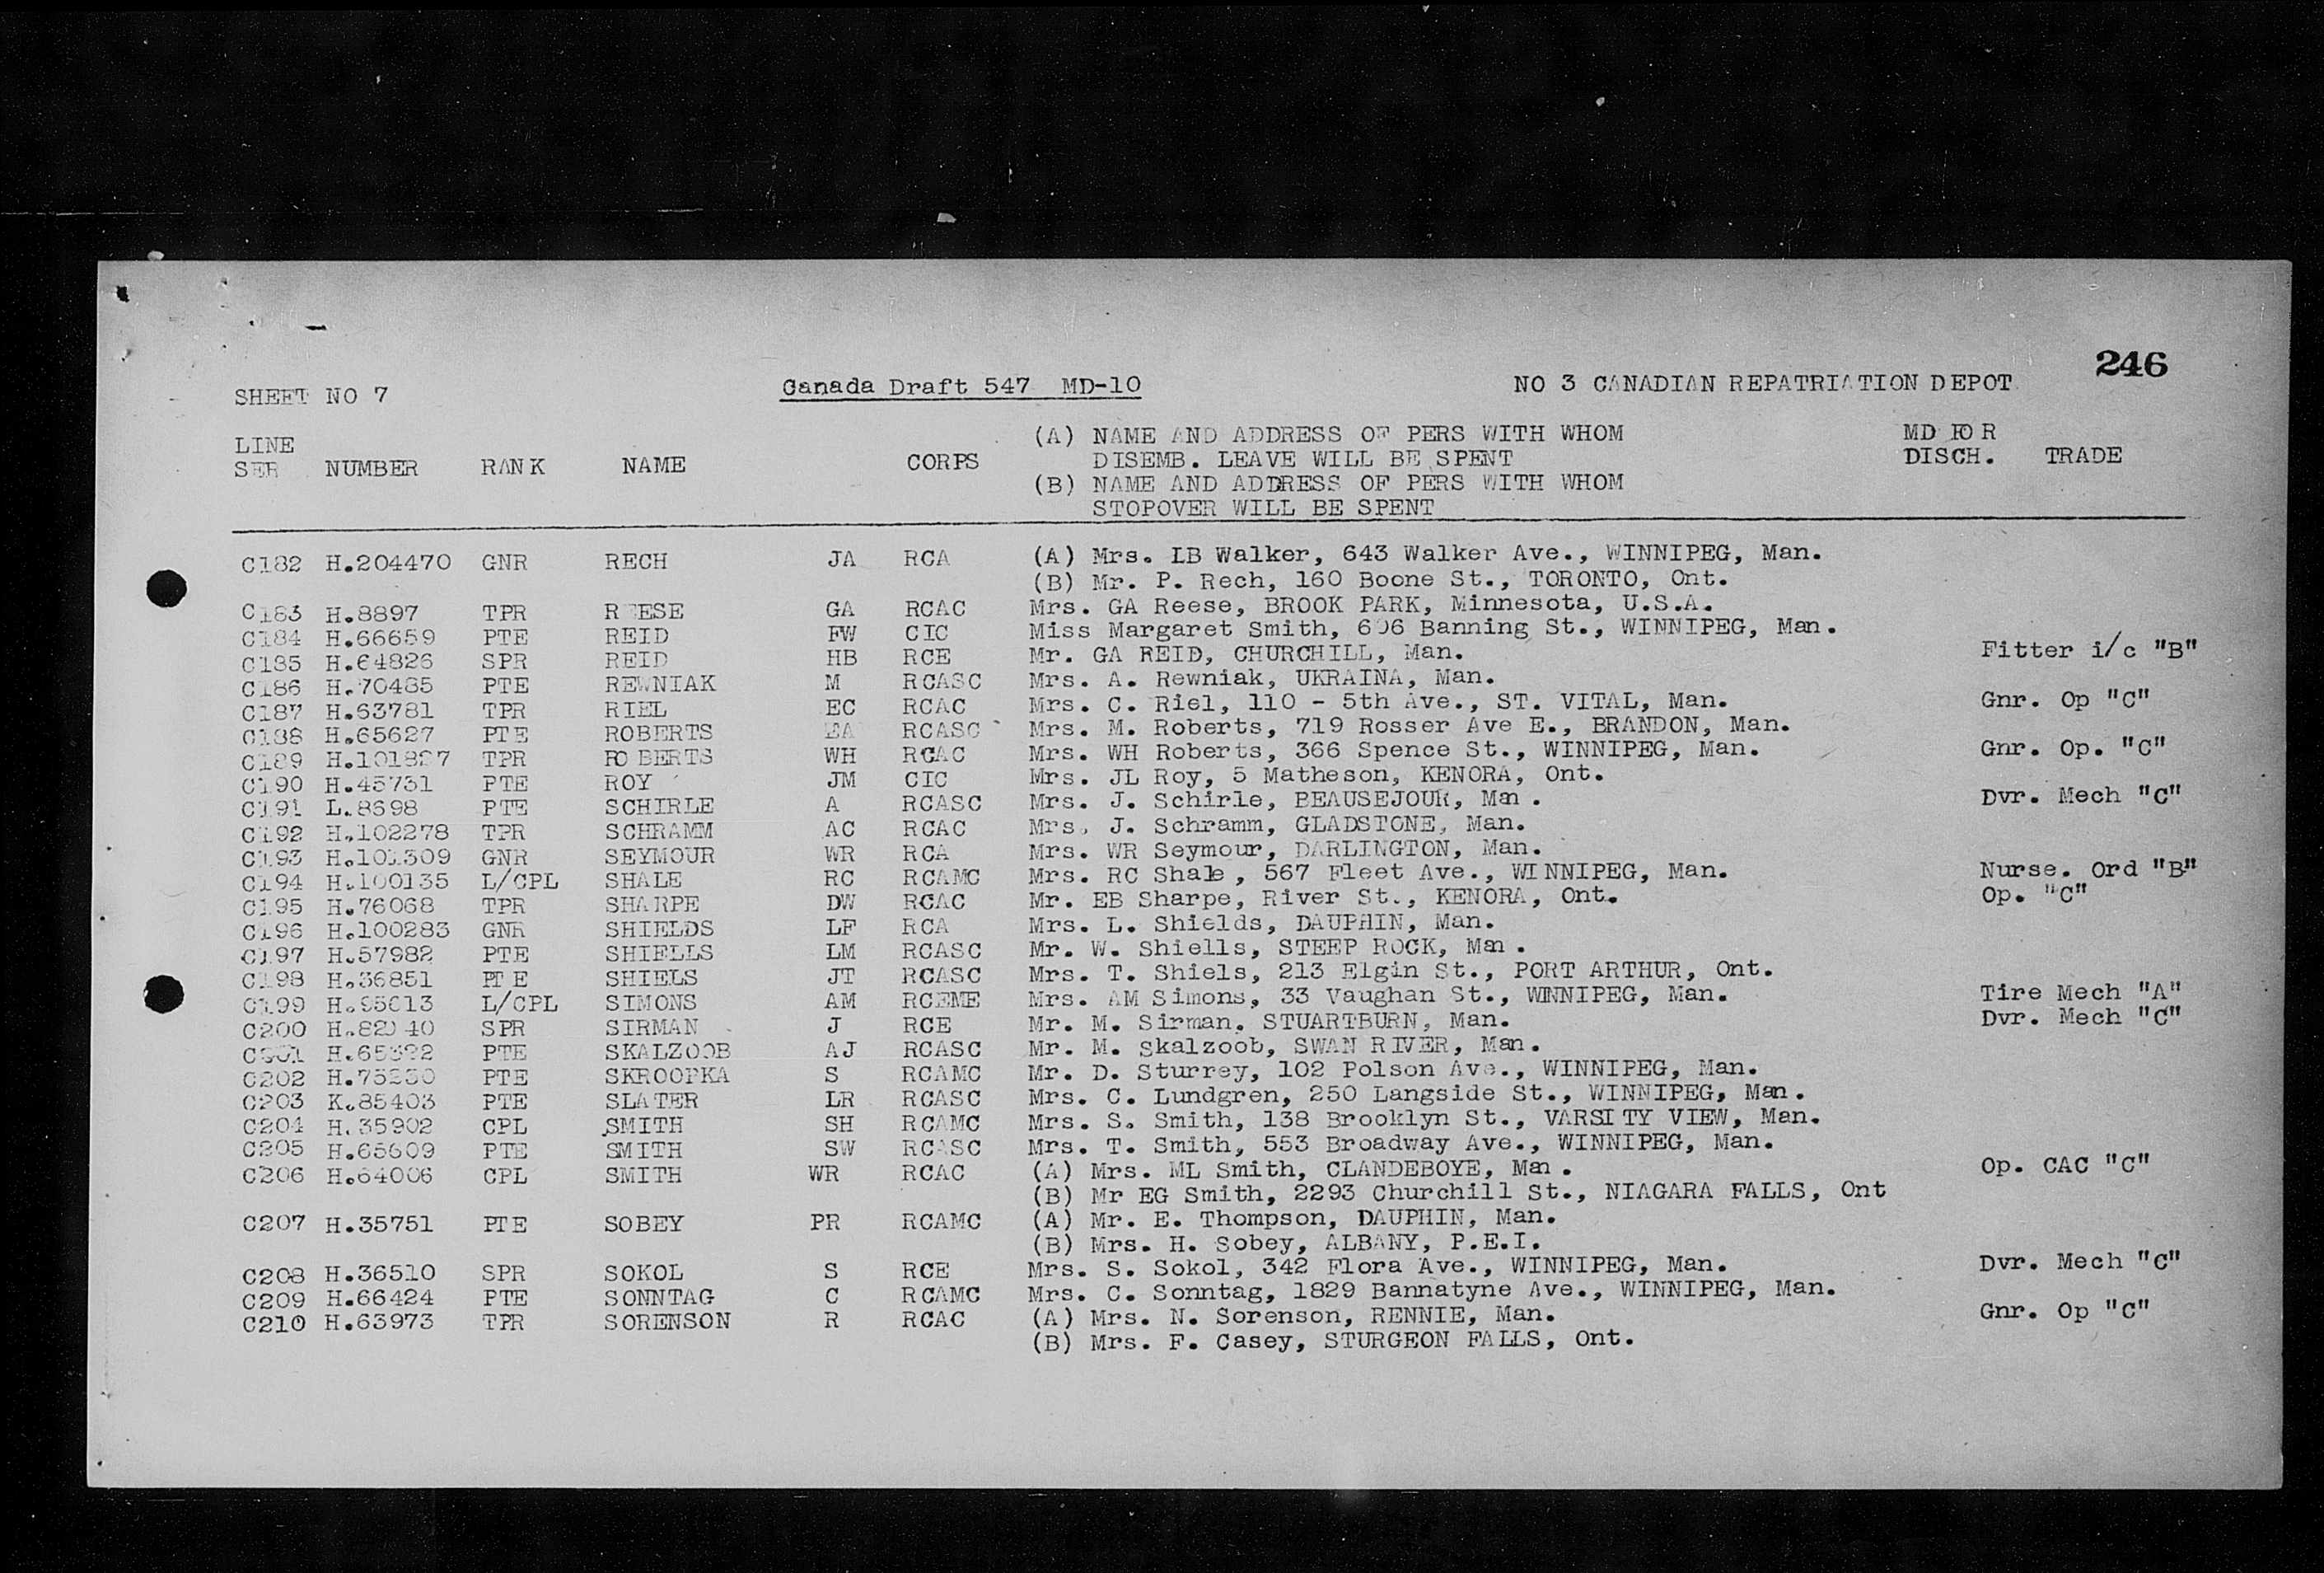 246
SHEET NO 7 Canada Draft 547 MD-10 NO 3 CANADIAN REPATRIATION DEPOT
LINE SER NUMBER RANK NAME CORPS (A) NAME AND ADDRESS OF PERS WITH WHOM DISEMB. LEAVE WILL BE SPENT MD FOR DISCH. TRADE
(B) NAME AND ADDRESS OF PERS WITH WHOM STOPOVER WILL BE SPENT
C182 H.204470 GNR RECH JA RCA (A) Mrs. LB Walker, 643 Walker Ave., WINNIPEG, Man.
(B) Mr. P. Rech, 160 Boone St., TORONTO, Ont.
C183 H.8897 TPR REESE GA RCAC Mrs. GA Reese, BROOK PARK, Minnesota, U.S.A.
C184 H.66659 PTE REID FW CIC Miss Margaret Smith, Banning St., WINNIPEG, Man.
C185 H.64826 SPR REID HB RCE Mr. GA REID, CHURCHILL, Man. Fitter i/c "B"
C186 H.70485 PTE REWNIAK M RCASC Mrs. A. Rewniak, UKRAINA, Man.
C187 H.63781 TPR RIEL EC RCAC Mrs. C. Riel, 110 - 5th Ave., ST. VITAL, Man. Gnr. Op "C"
C188 H.65627 PTE ROBERTS RCASC Mrs. M. Roberts, 719 Rosser Ave E., BRANDON, Man.
C189 TPR ROBERTS WH RCAC Mrs. WH Roberts, 366 Spence St., WINNIPEG, Man. Gnr. Op. "C"
C190 H.45731 PTE ROY JM CIC Mrs. JL Roy, 5 Matheson, KENORA, Ont.
C191 L.8698 PTE SCHIRLE A RCASC Mrs. J. Schirle, BEAUSEJOUR, Man. Dvr. Mech "C"
C192 H.102278 TPR SCHRAMM AC RCAC Mrs. J. Schramm, GLADSTONE, Man.
C193 H.101309 GNR SEYMOUR WR RCA Mrs. WR Seymour, DARLINGTON, Man.
C194 H.100135 L/CPL SHALE RC RCAMC Mrs. RC Shale, 567 Fleet Ave., WINNIPEG, Man. Nurse. Ord "B"
C195 H.76068 TPR SHARPE DW RCAC Mr. EB Sharpe, River St., KENORA, Ont. Op. "C"
C196 H.100283 GNR SHIELDS LF RCA Mrs. L. Shields, DAUPHIN, Man.
C197 H.57982 PTE SHIELLS LM RCASC Mr. W. Shiells, STEEP ROCK, Man.
C198 H.36851 PTE SHIELS JT RCASC Mrs. T. Shiels, 213 Elgin St., PORT ARTHUR, Ont.
C199 L/CPL SIMONS AM RCEME Mrs. AM Simons, 33 Vaughan St., WINNIPEG, Man. Tire Mech "A"
C200 SPR SIRMAN J RCE Mr. M. Sirman, STUARTBURN, Man. Dvr. Mech "C"
C201 PTE SKALZOOB AJ RCASC Mr. M. Skalzoob, SWAN RIVER, Man.
C202 PTE SKROOPKA S RCAMC Mr. D. Sturrey, 102 Polson Ave., WINNIPEG, Man.
C203 K.85403 PTE SLATER LR RCASC Mrs. C. Lundgren, 250 Langside St., WINNIPEG, Man.
C204 H.35902 CPL SMITH SH RCAMC Mrs. S. Smith, 138 Brooklyn St., VARSITY VIEW, Man.
C205 H.65609 PTE SMITH SW RCASC Mrs. T. Smith, 553 Broadway Ave., WINNIPEG, Man.
C206 H.64006 CPL SMITH WR RCAC (A) Mrs. ML Smith, CLANDEBOYE, Man. Op. CAC "C"
(B) Mr EG Smith, 2293 Churchill St., NIAGARA FALLS, Ont
C207 H.35751 PTE SOBEY PR RCAMC (A) Mr. E. Thompson, DAUPHIN, Man.
(B) Mrs. H. Sobey, ALBANY, P.E.I.
C208 H.36510 SPR SOKOL S RCE Mrs. S. Sokol, 342 Flora Ave., WINNIPEG, Man. Dvr. Mech "C"
C209 H.66424 PTE SONNTAG C RCAMC Mrs. C. Sonntag, 1829 Bannatyne Ave., WINNIPEG, Man.
C210 H.63973 TPR SORENSON R RCAC (A) Mrs. N. Sorenson, RENNIE, Man. Gnr. Op "C"
(B) Mrs. F. Casey, STURGEON FALLS, Ont.